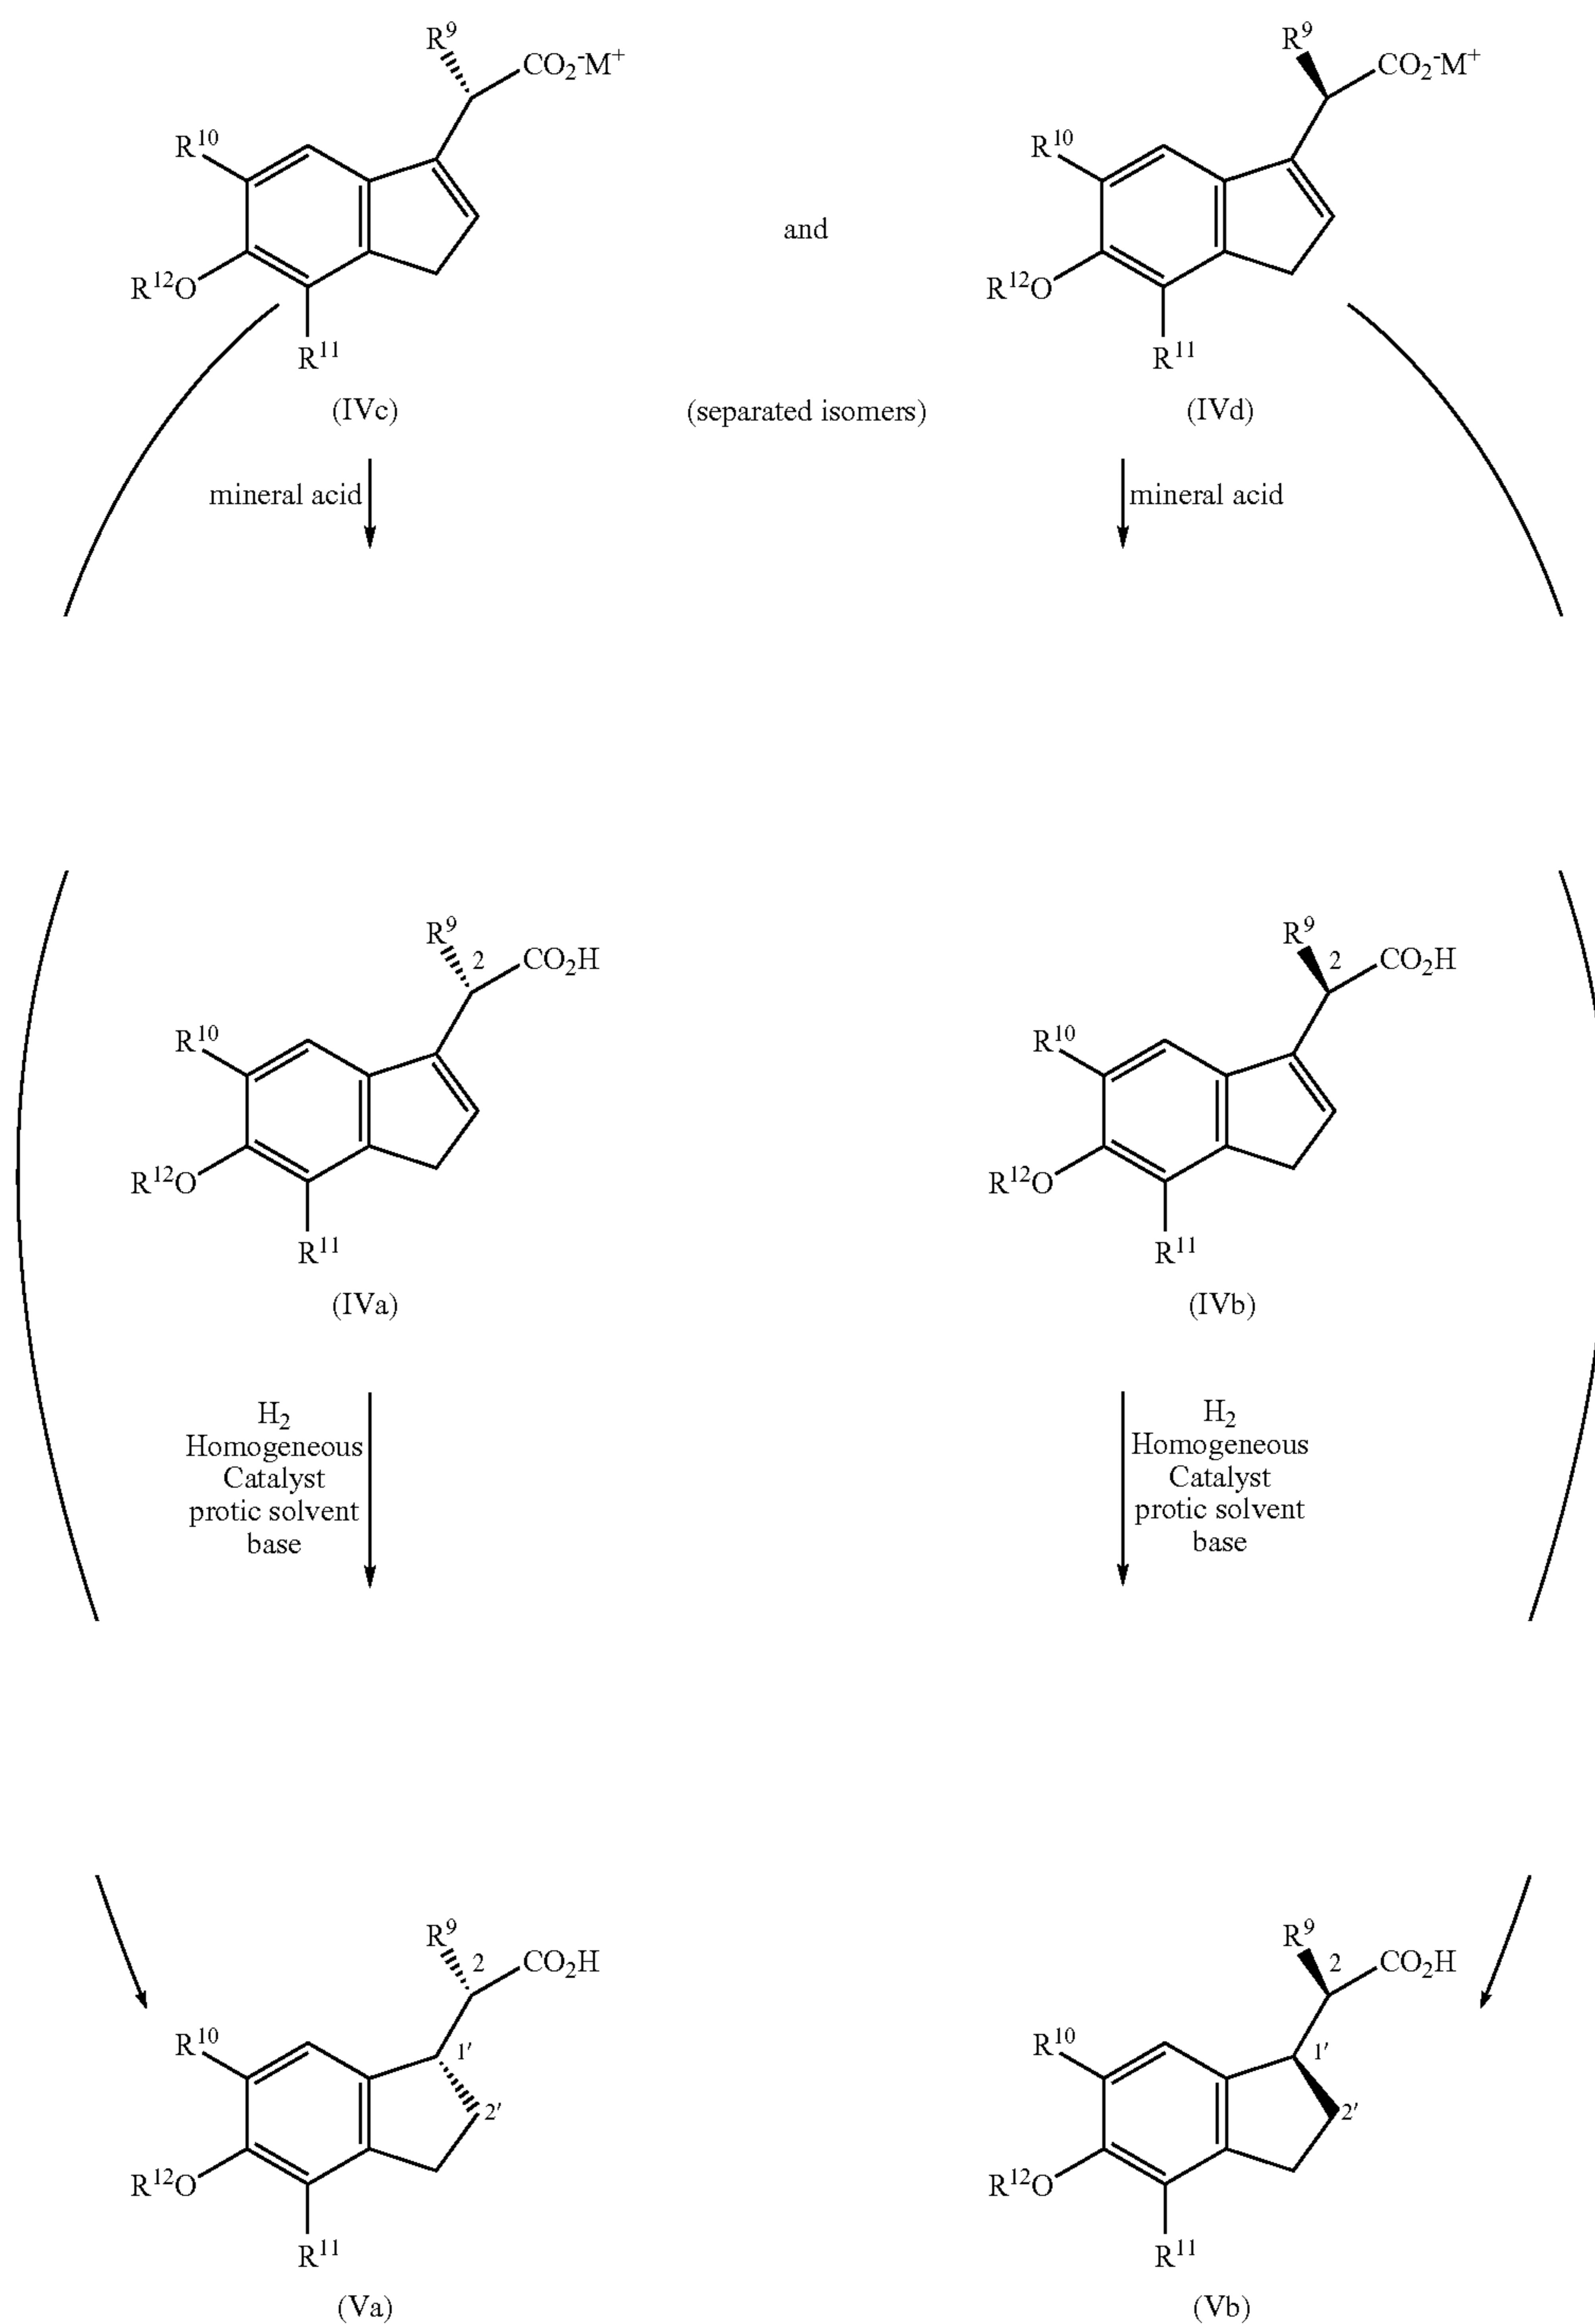 R⁹ R⁹
CO₂⁻M⁺ CO₂⁻M⁺
R¹⁰ R¹⁰
and
R¹²O R¹²O
R¹¹ R¹¹
(IVc) (separated isomers) (IVd)
mineral acid mineral acid
R⁹ R⁹
2 CO₂H 2 CO₂H
R¹⁰ R¹⁰
R¹²O R¹²O
R¹¹ R¹¹
(IVa) (IVb)
H₂ H₂
Homogeneous Homogeneous
Catalyst Catalyst
protic solvent protic solvent
base base
R⁹ R⁹
2 CO₂H 2 CO₂H
R¹⁰ 1′ R¹⁰ 1′
2′ 2′
R¹²O R¹²O
R¹¹ R¹¹
(Va) (Vb)